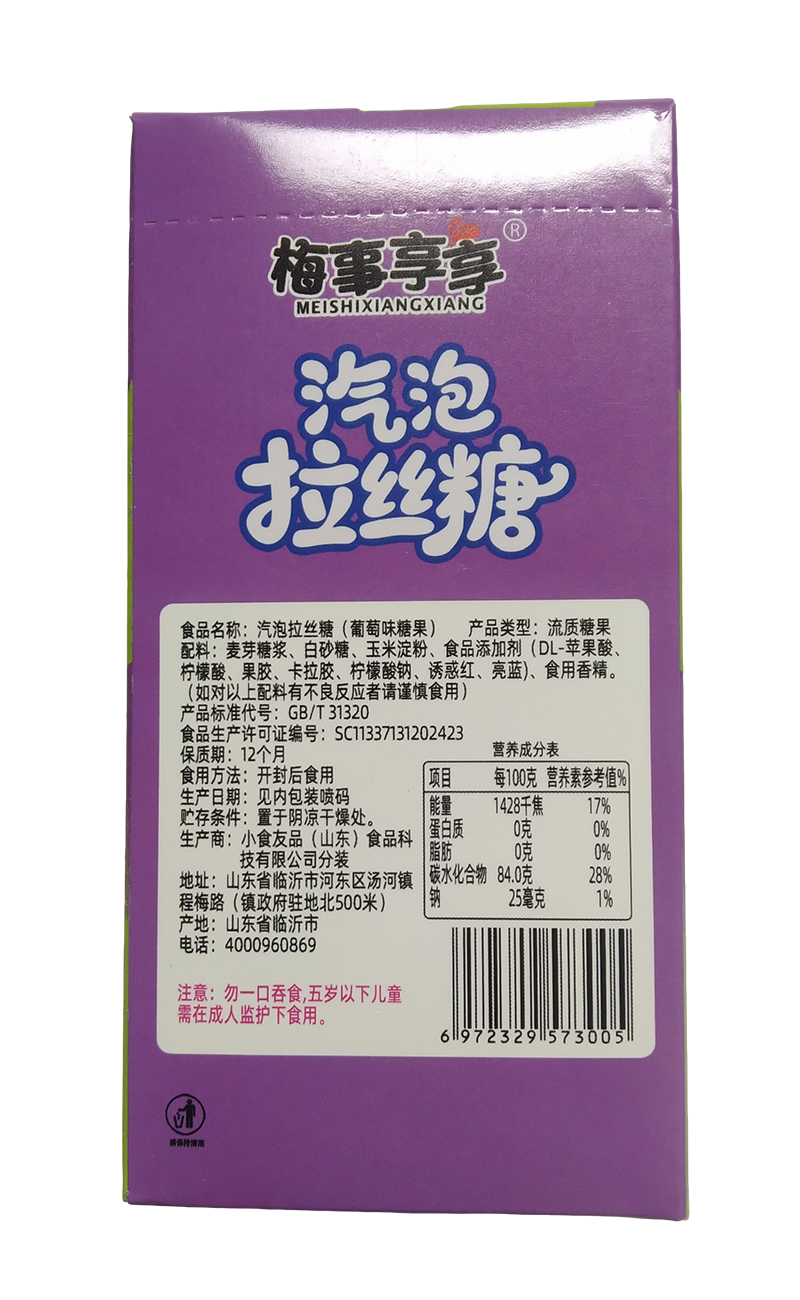 梅事享享®
MEISHIXIANGXIANG
汽泡
拉丝糖
食品名称：汽泡拉丝糖（葡萄味糖果） 产品类型：流质糖果
配料：麦芽糖浆、白砂糖、玉米淀粉、食品添加剂（DL-苹果酸、
柠檬酸、果胶、卡拉胶、柠檬酸钠、诱惑红、亮蓝）、食用香精。
（如对以上配料有不良反应者请谨慎食用）
产品标准代号：GB/T 31320
食品生产许可证编号：SC11337131202423
保质期：12个月
食用方法：开封后食用
生产日期：见内包装喷码
贮存条件：置于阴凉干燥处。
生产商：小食友品（山东）食品科
技有限公司分装
地址：山东省临沂市河东区汤河镇
程梅路（镇政府驻地北500米）
产地：山东省临沂市
电话：4000960869
营养成分表
项目 每100克 营养素参考值%
能量 1428千焦 17%
蛋白质 0克 0%
脂肪 0克 0%
碳水化合物 84.0克 28%
钠 25毫克 1%
注意：勿一口吞食,五岁以下儿童
需在成人监护下食用。
6 972329 573005
请保持清洁